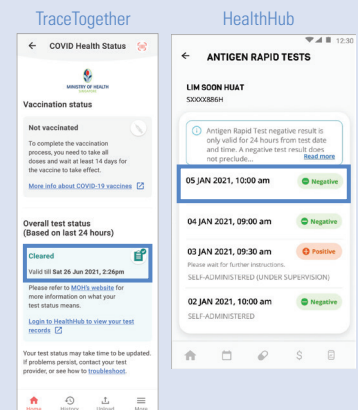 TraceTogether
COVID Health Status
MINISTRY OF HEALTH
Vaccination status
Not vaccinated
To complete the vaccination
process, you need to take all
doses and wait at least 14 days for
the vaccine to take effect.
More info about COVID-19 vaccines
Overall test status
(Based on last 24 hours)
Cleared
Valid till Sat 26 Jun 2021, 2:26pm
Please refer to MOH's website for
more information on what your
test status means.
Login to HealthHub to view your test
records
Your test status may take time to be updated.
If problems persist, contact your test
provider, or see how to troubleshoot.
Home History Upload More
HealthHub
12:30
ANTIGEN RAPID TESTS
LIM SOON HUAT
SXXXX886H
Antigen Rapid Test negative result is
only valid for 24 hours from test date
and time. A negative test result does
not preclude... Read more
05 JAN 2021, 10:00 am Negative
04 JAN 2021, 09:00 am Negative
03 JAN 2021, 09:30 am Positive
Please wait for further instructions.
SELF-ADMINISTERED (UNDER SUPERVISION)
02 JAN 2021, 10:00 am Negative
SELF-ADMINISTERED